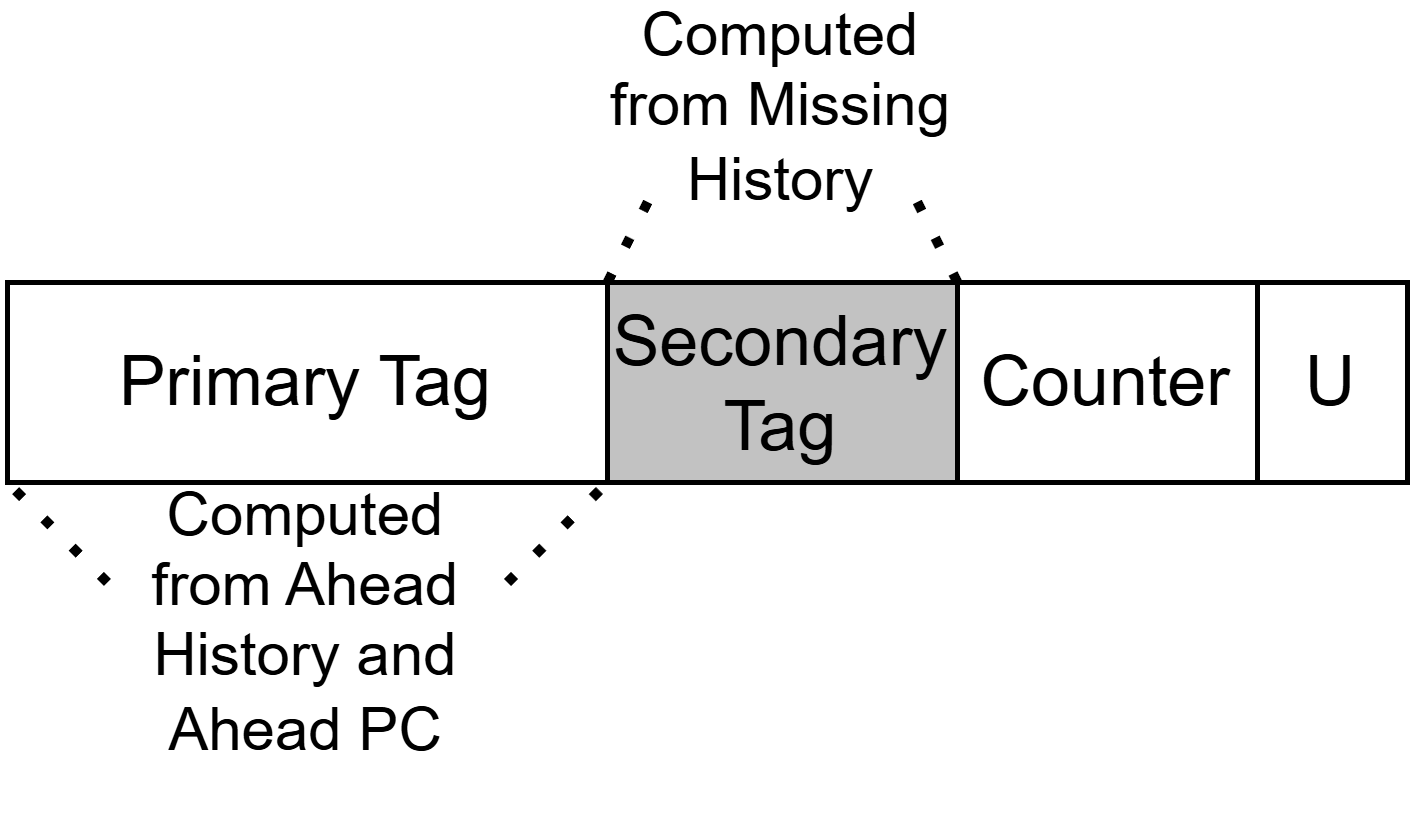 Computed
from Missing
History
Primary Tag
Secondary
Tag
Counter
U
Computed
from Ahead
History and
Ahead PC